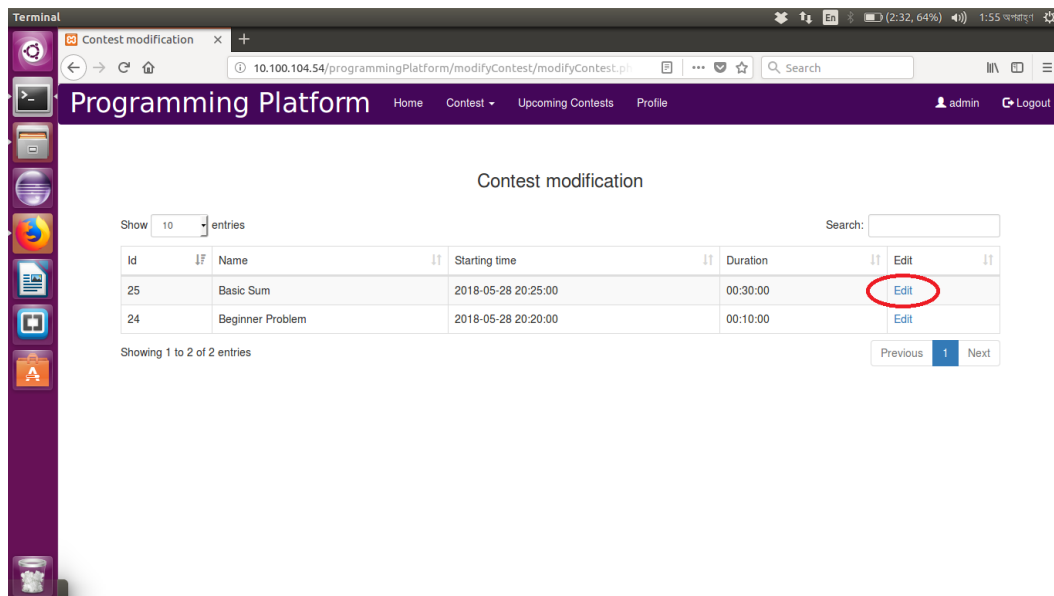 Terminal
En (2:32, 64%) 1:55 অপরাহ্ণ
Contest modification × +
10.100.104.54/programmingPlatform/modifyContest/modifyContest.ph Search
Programming Platform Home Contest Upcoming Contests Profile admin Logout
Contest modification
Show 10 entries Search:
Id Name Starting time Duration Edit
25 Basic Sum 2018-05-28 20:25:00 00:30:00 Edit
24 Beginner Problem 2018-05-28 20:20:00 00:10:00 Edit
Showing 1 to 2 of 2 entries Previous 1 Next